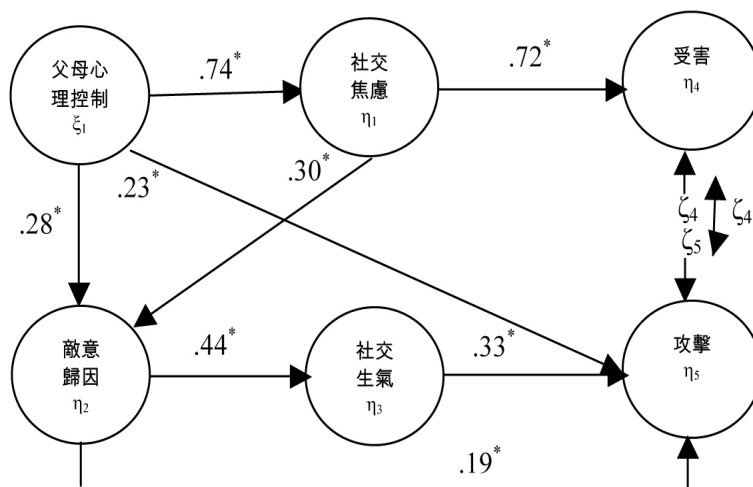 父母心
理控制
ξ₁
.74*
社交
焦慮
η₁
.72*
受害
η₄
.28*
.23*
.30*
ζ₄
ζ₅
ζ₄
敵意
歸因
η₂
.44*
社交
生氣
η₃
.33*
攻擊
η₅
.19*